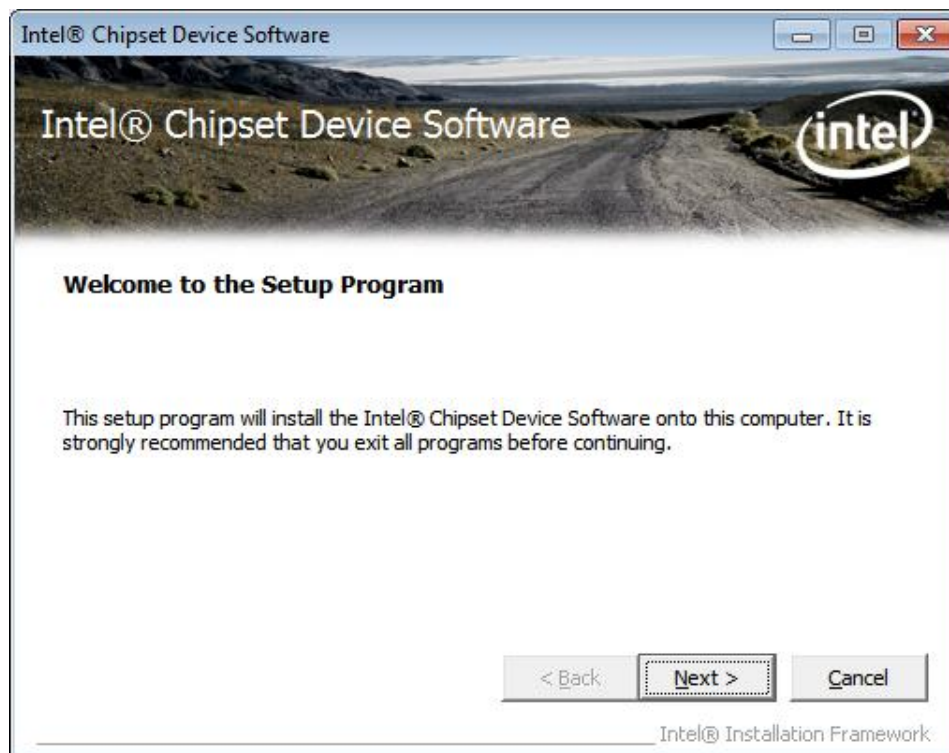 Intel® Chipset Device Software
Intel® Chipset Device Software
intel
Welcome to the Setup Program
This setup program will install the Intel® Chipset Device Software onto this computer. It is
strongly recommended that you exit all programs before continuing.
< Back Next > Cancel
Intel® Installation Framework